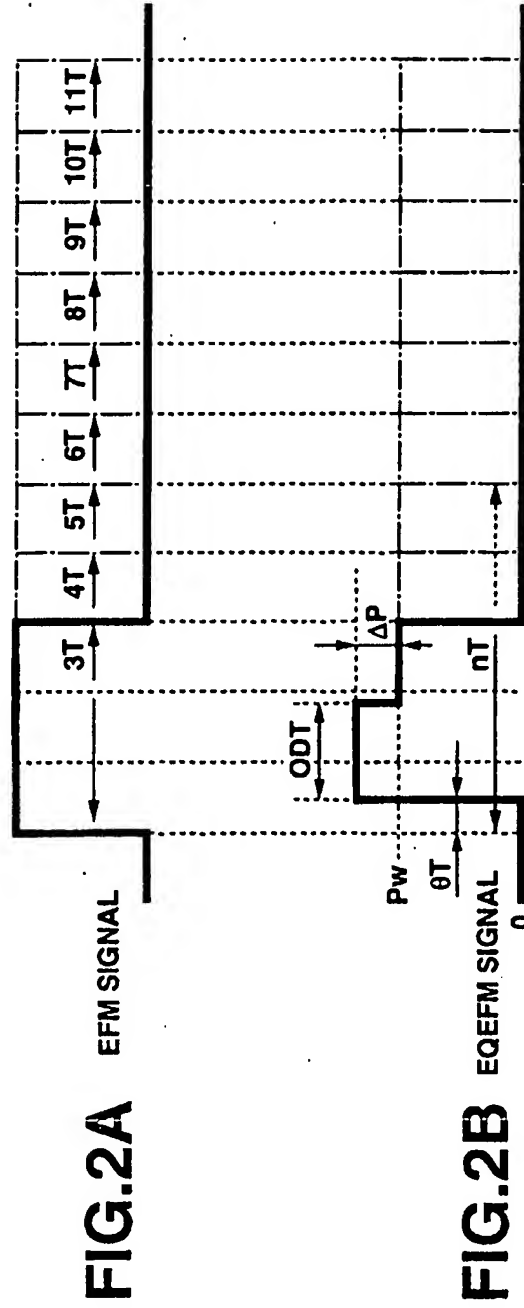 FIG.2A
EFM SIGNAL
3T 4T 5T 6T 7T 8T 9T 10T 11T
FIG.2B
EQEFM SIGNAL
ODT
ΔP
Pw
θT
nT
0